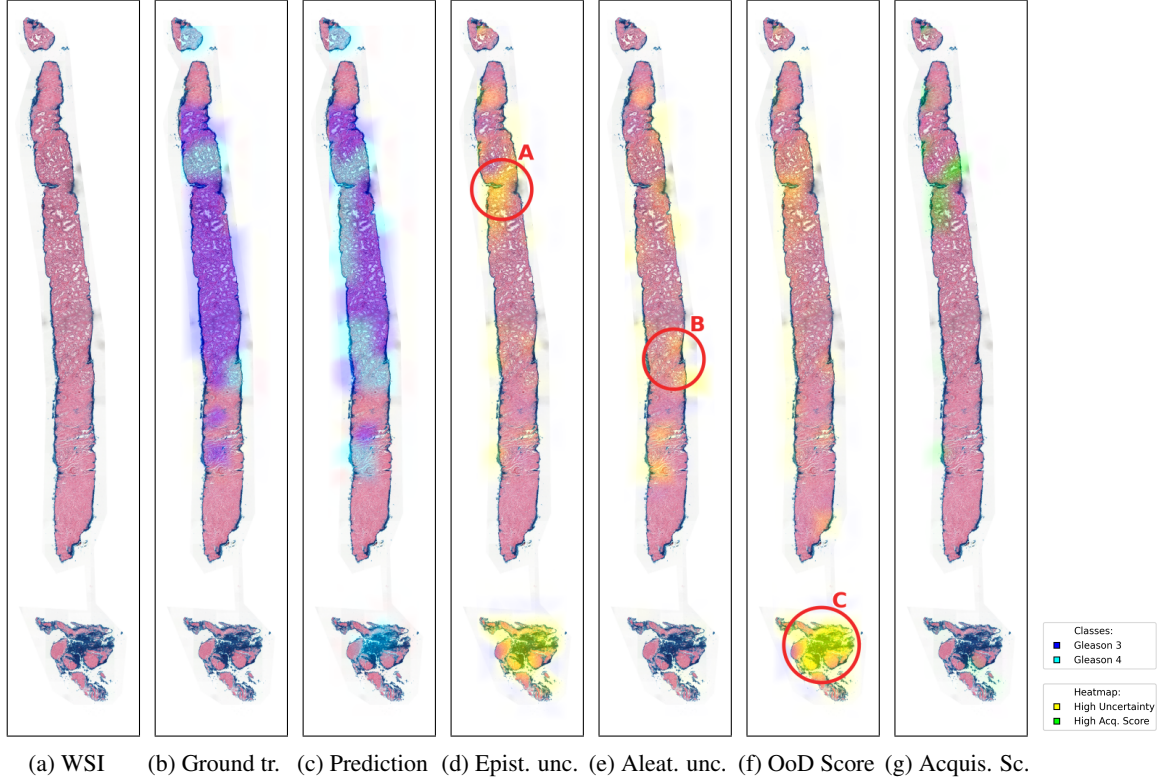 A
B
C
Classes:
Gleason 3
Gleason 4
Heatmap:
High Uncertainty
High Acq. Score
(a) WSI
(b) Ground tr.
(c) Prediction
(d) Epist. unc.
(e) Aleat. unc.
(f) OoD Score
(g) Acquis. Sc.